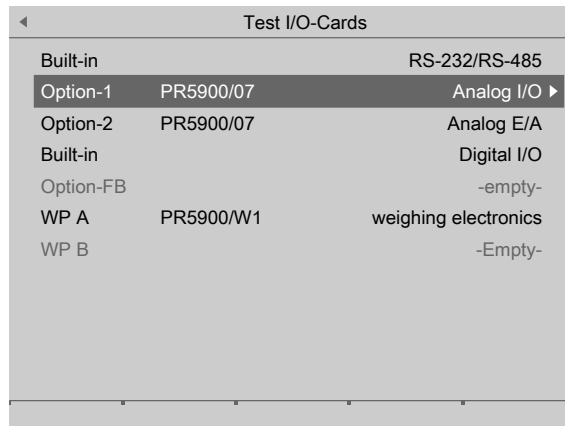 Test I/O-Cards
Built-in RS-232/RS-485
Option-1 PR5900/07 Analog I/O
Option-2 PR5900/07 Analog E/A
Built-in Digital I/O
Option-FB -empty-
WP A PR5900/W1 weighing electronics
WP B -Empty-